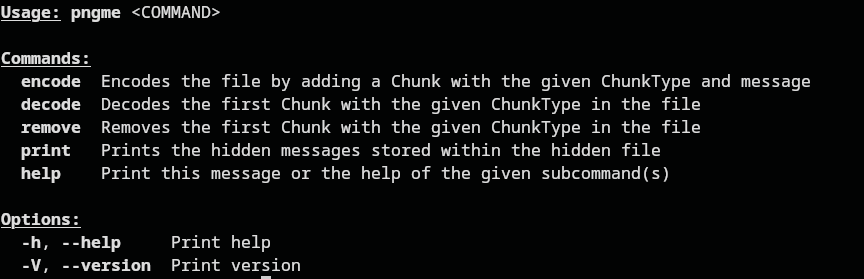 Usage: pngme <COMMAND>
Commands:
encode  Encodes the file by adding a Chunk with the given ChunkType and message
decode  Decodes the first Chunk with the given ChunkType in the file
remove  Removes the first Chunk with the given ChunkType in the file
print   Prints the hidden messages stored within the hidden file
help    Print this message or the help of the given subcommand(s)
Options:
-h, --help     Print help
-V, --version  Print version